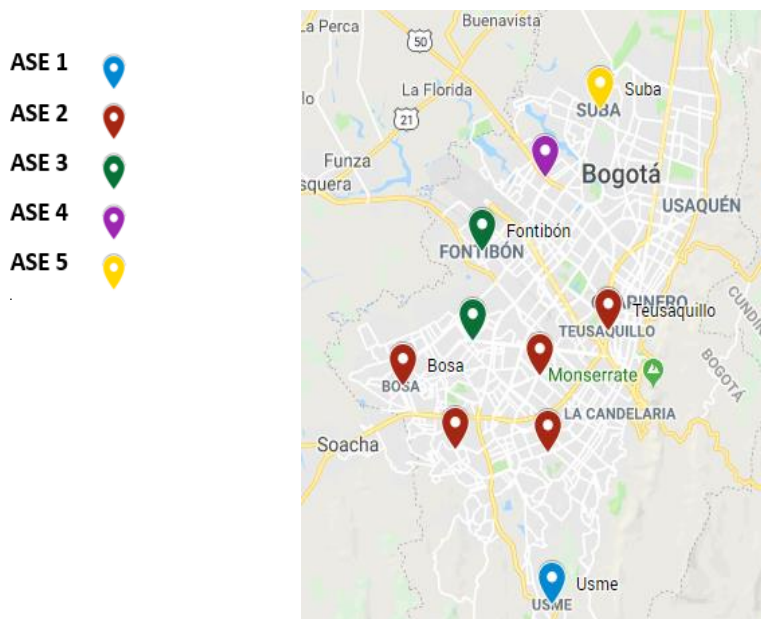 ASE 1
ASE 2
ASE 3
ASE 4
ASE 5
.
La Perca
Buenavista
50
La Florida
Suba
SUBA
21
Funza
squera
Bogotá
USAQUÉN
Fontibón
FONTIBÓN
Teusaquillo
TEUSAQUILLO
Bosa
BOSA
Monserrate
BOGOTÁ
LA CANDELARIA
Soacha
Usme
USME